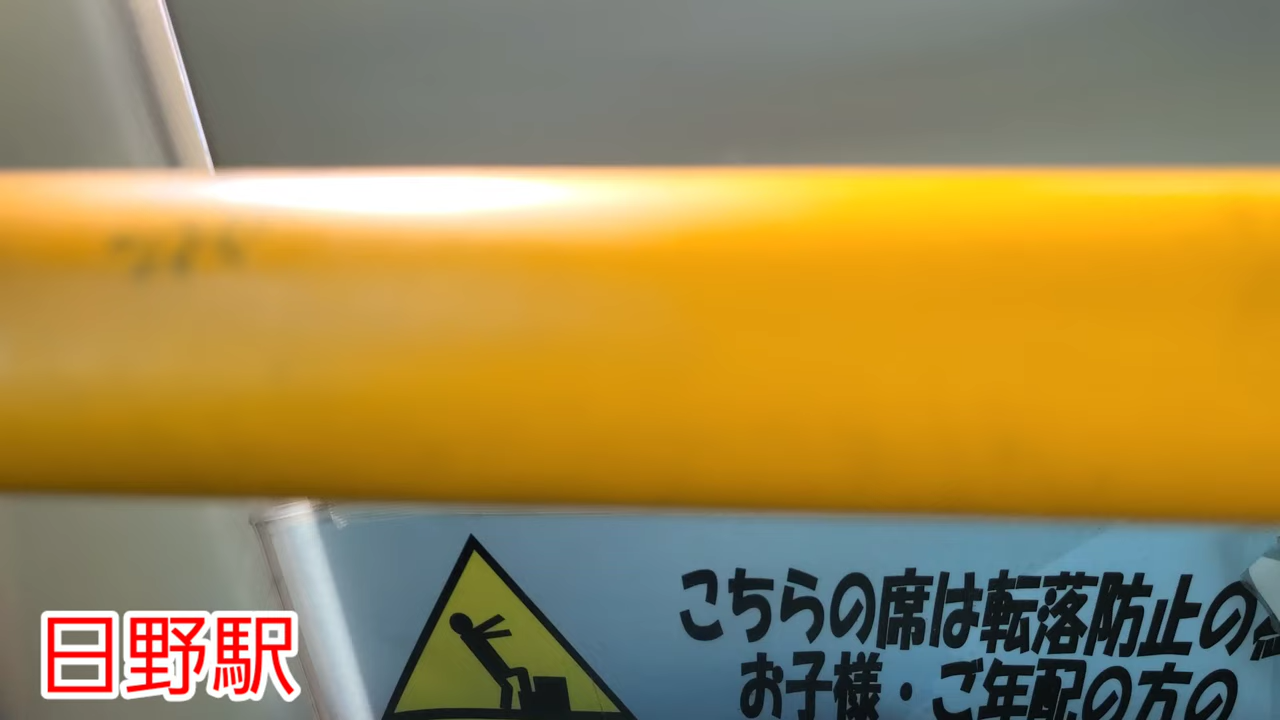 こちらの席は転落防止の
お子様・ご年配の方の
日野駅